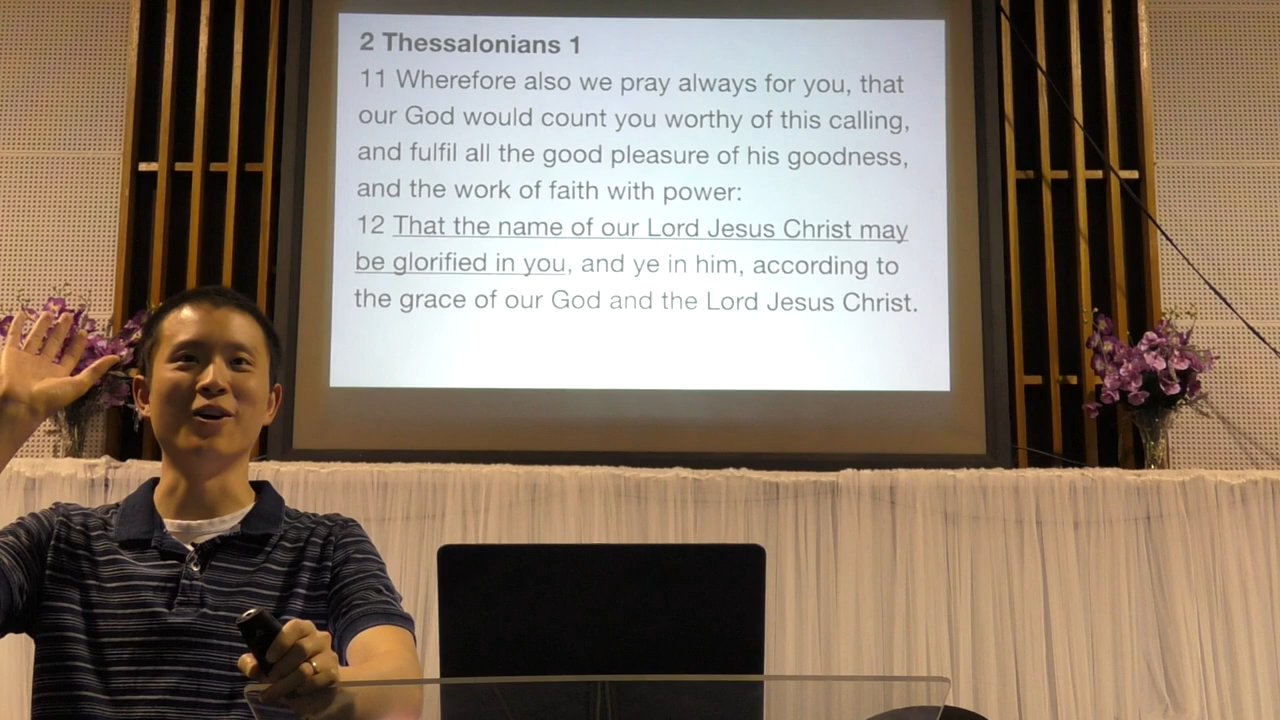 2 Thessalonians 1
11 Wherefore also we pray always for you, that
our God would count you worthy of this calling,
and fulfil all the good pleasure of his goodness,
and the work of faith with power:
12 That the name of our Lord Jesus Christ may
be glorified in you, and ye in him, according to
the grace of our God and the Lord Jesus Christ.